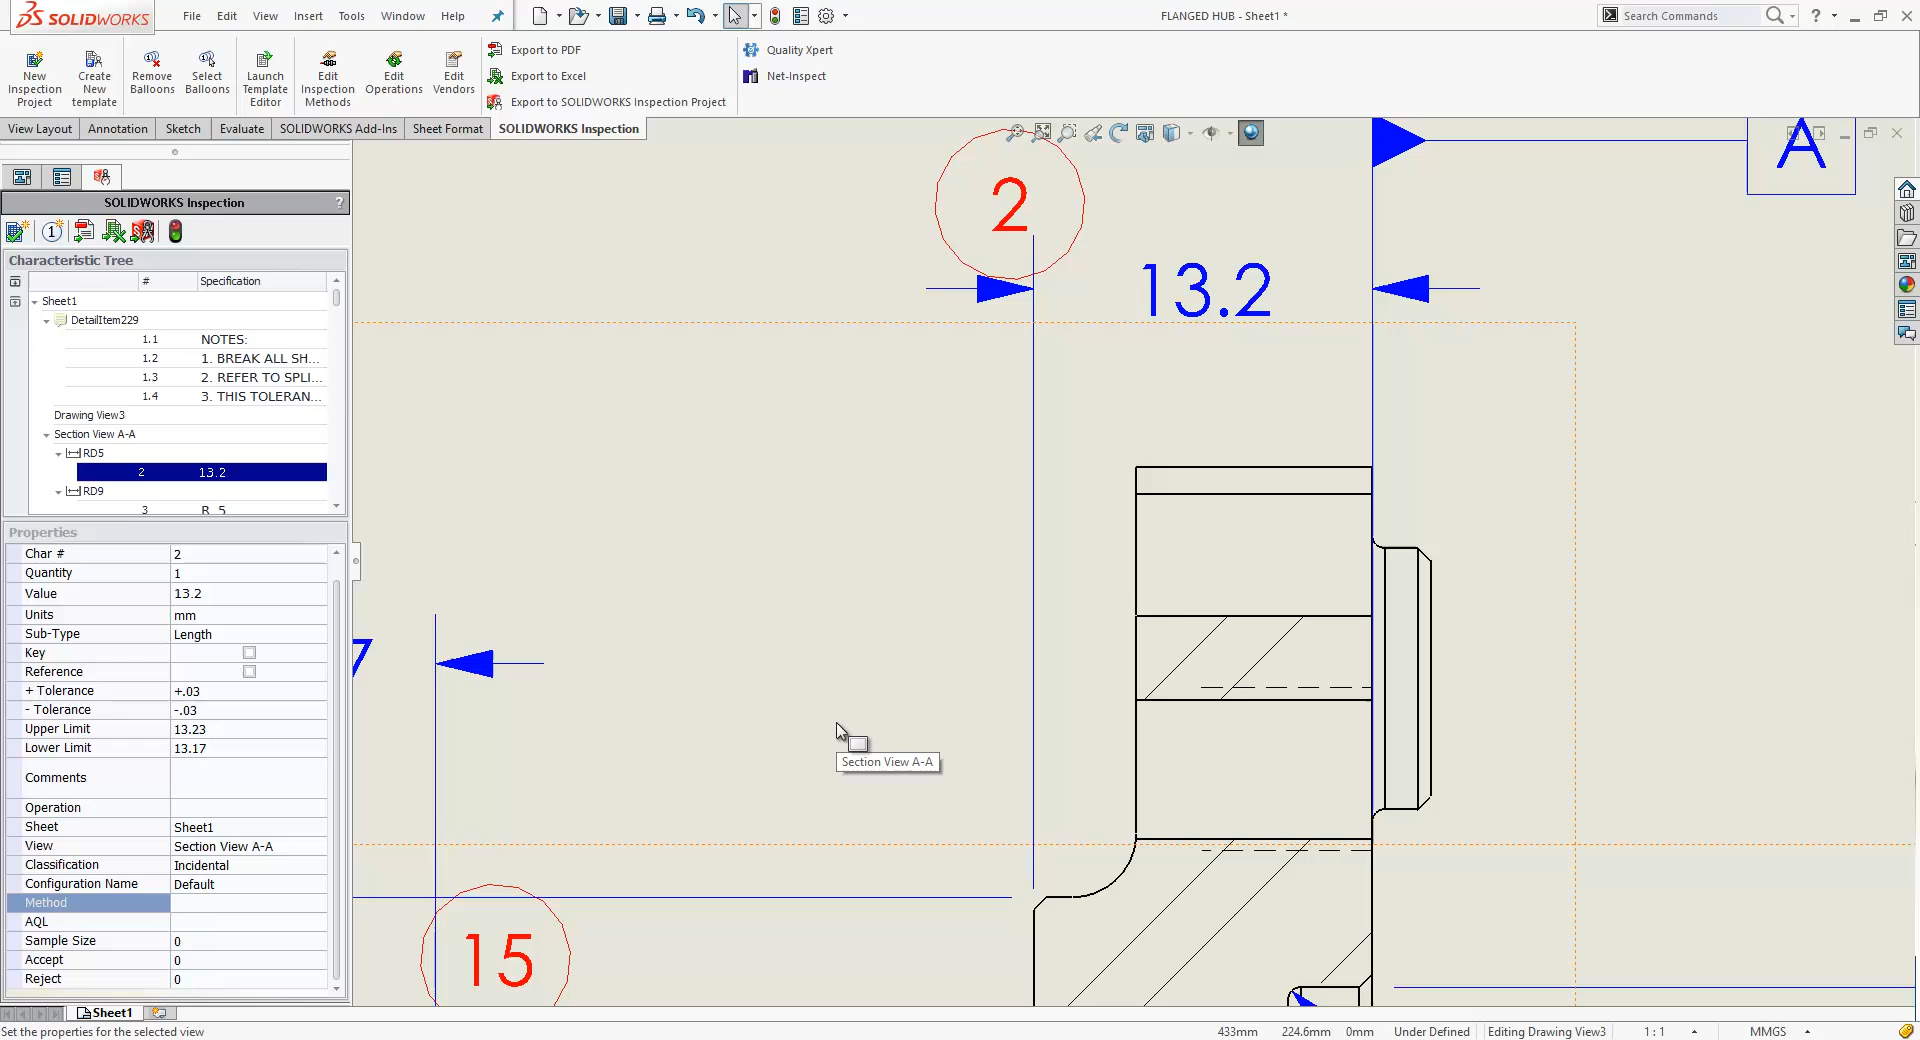 SOLIDWORKS
File Edit View Insert Tools Window Help
FLANGED HUB - Sheet1 *
Search Commands
?
New Inspection Project
Create New template
Remove Balloons
Select Balloons
Launch Template Editor
Edit Inspection Methods
Edit Operations
Edit Vendors
Export to PDF
Export to Excel
Export to SOLIDWORKS Inspection Project
Quality Xpert
Net-Inspect
View Layout Annotation Sketch Evaluate SOLIDWORKS Add-Ins Sheet Format SOLIDWORKS Inspection
SOLIDWORKS Inspection ?
Characteristic Tree
# Specification
Sheet1
DetailItem229
1.1 NOTES:
1.2 1. BREAK ALL SH...
1.3 2. REFER TO SPLI...
1.4 3. THIS TOLERAN...
Drawing View3
Section View A-A
RD5
2 13.2
RD9
3 R 5
Properties
Char # 2
Quantity 1
Value 13.2
Units mm
Sub-Type Length
Key
Reference
+ Tolerance +.03
- Tolerance -.03
Upper Limit 13.23
Lower Limit 13.17
Comments
Operation
Sheet Sheet1
View Section View A-A
Classification Incidental
Configuration Name Default
Method
AQL
Sample Size 0
Accept 0
Reject 0
2
13.2
A
7
Section View A-A
15
Sheet1
Set the properties for the selected view
433mm 224.6mm 0mm Under Defined Editing Drawing View3 1 : 1 MMGS